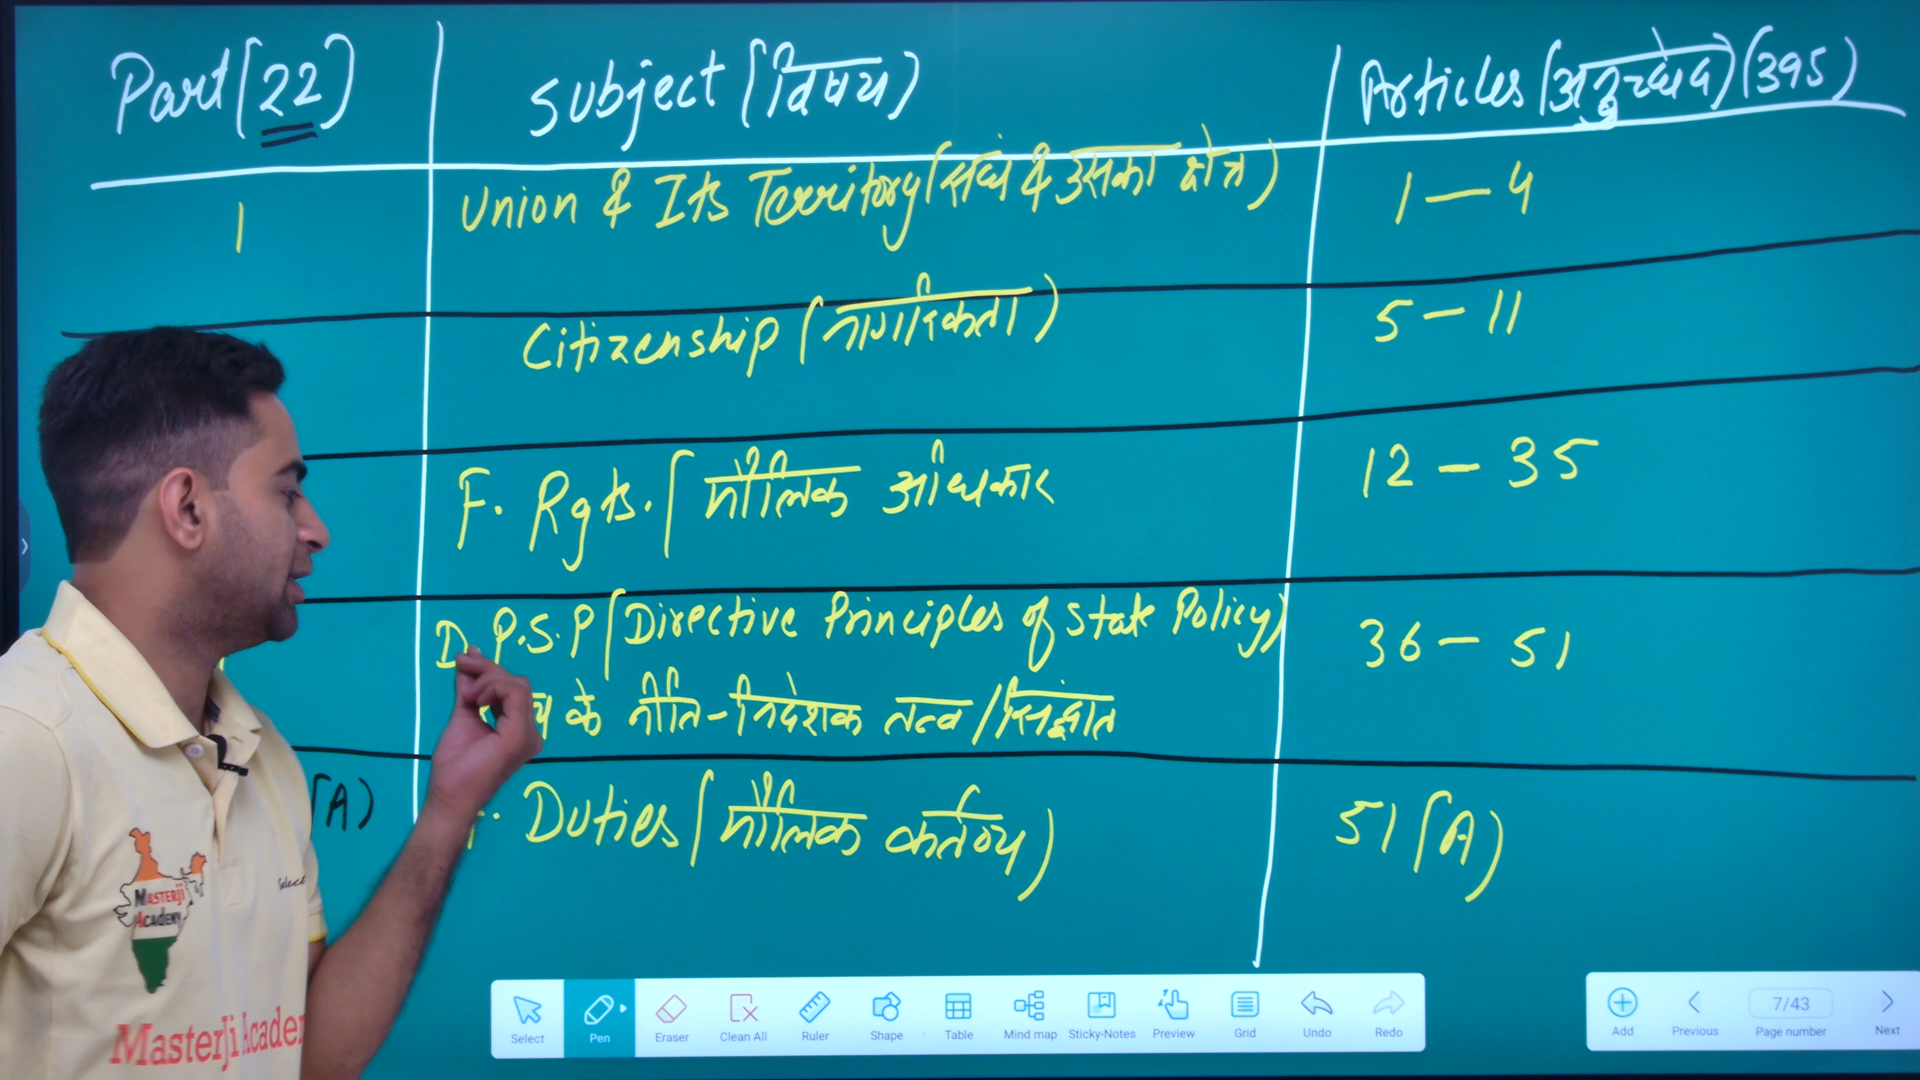 Part (22) Subject (विषय) Articles (अनुच्छेद) (395)
1 Union & Its Territory (संघ & उसका क्षेत्र) 1 – 4
Citizenship (नागरिकता) 5 – 11
F. Rgts. (मौलिक अधिकार 12 – 35
D.P.S.P (Directive Principles of State Policy) 36 – 51
के नीति-निदेशक तत्व/सिद्धांत
(A) Duties (मौलिक कर्तव्य) 51 (A)
MASTERJI
ACADEMY
Select
Select Pen Eraser Clean All Ruler Shape Table Mind map Sticky-Notes Preview Grid Undo Redo
Add Previous 7/43 Page number Next